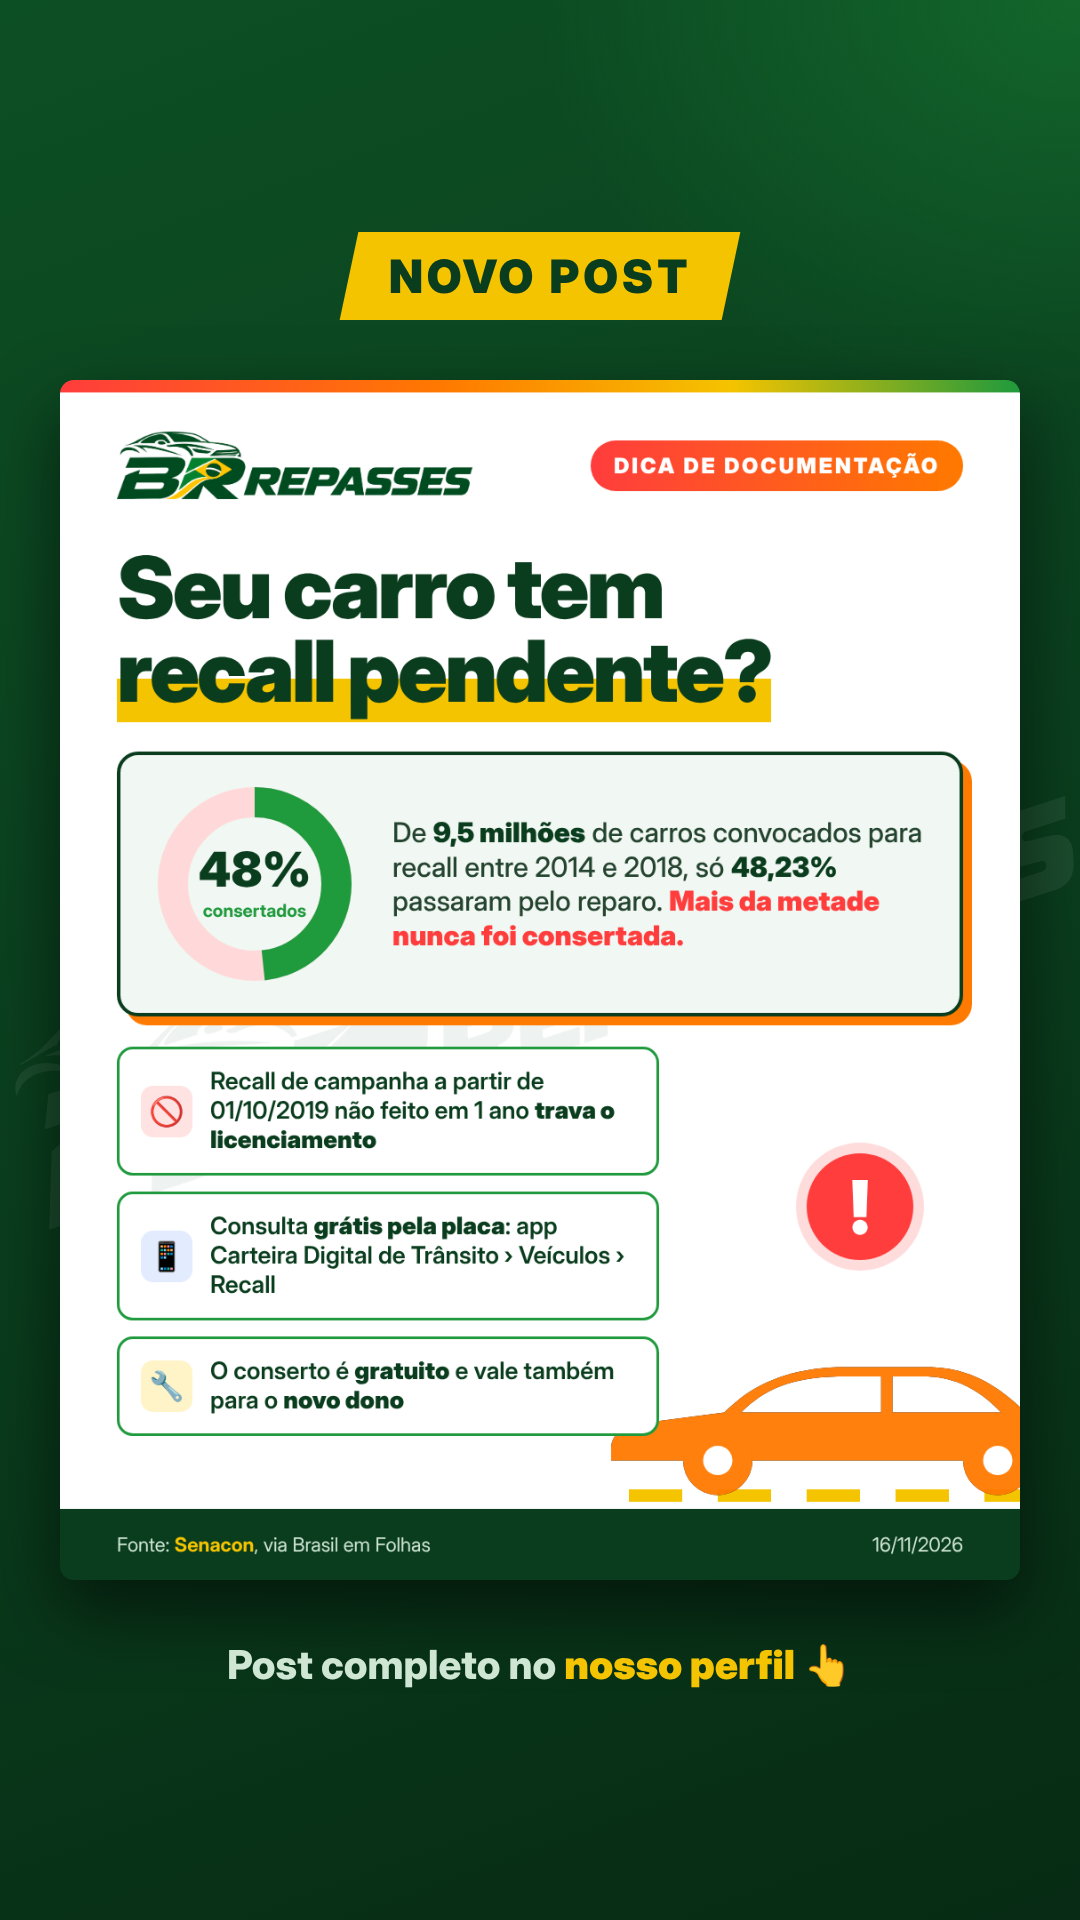 NOVO POST
BR REPASSES
DICA DE DOCUMENTAÇÃO
Seu carro tem
recall pendente?
48%
consertados
De 9,5 milhões de carros convocados para
recall entre 2014 e 2018, só 48,23%
passaram pelo reparo. Mais da metade
nunca foi consertada.
Recall de campanha a partir de
01/10/2019 não feito em 1 ano trava o
licenciamento
Consulta grátis pela placa: app
Carteira Digital de Trânsito › Veículos ›
Recall
O conserto é gratuito e vale também
para o novo dono
!
Fonte: Senacon, via Brasil em Folhas
16/11/2026
Post completo no nosso perfil 👆